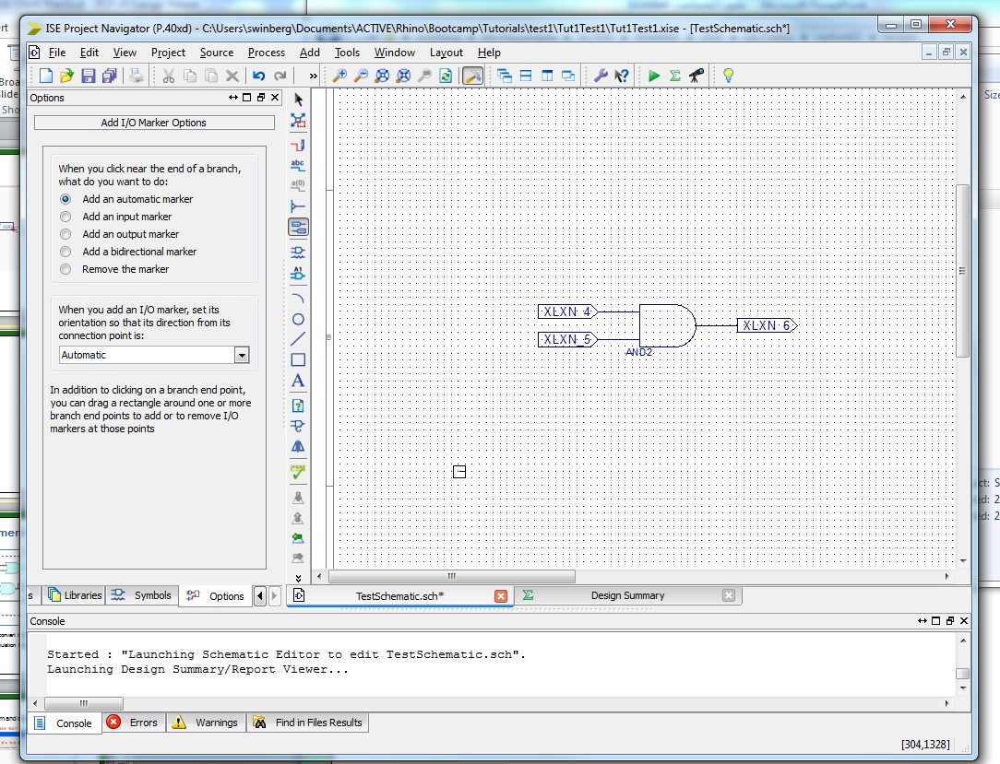 ISE Project Navigator (P.40xd) - C:\Users\swinberg\Documents\ACTIVE\Rhino\Bootcamp\Tutorials\test1\Tut1Test1\Tut1Test1.xise - [TestSchematic.sch*]
File Edit View Project Source Process Add Tools Window Layout Help
Options
Add I/O Marker Options
When you click near the end of a branch,
what do you want to do:
Add an automatic marker
Add an input marker
Add an output marker
Add a bidirectional marker
Remove the marker
When you add an I/O marker, set its
orientation so that its direction from its
connection point is:
Automatic
In addition to clicking on a branch end point,
you can drag a rectangle around one or more
branch end points to add or to remove I/O
markers at those points
abc
a(0)
A1
A
XLXN_4
XLXN_5
XLXN_6
AND2
B
s Libraries Symbols Options
TestSchematic.sch* Design Summary
Console
Started : "Launching Schematic Editor to edit TestSchematic.sch".
Launching Design Summary/Report Viewer...
Console Errors Warnings Find in Files Results
[304,1328]